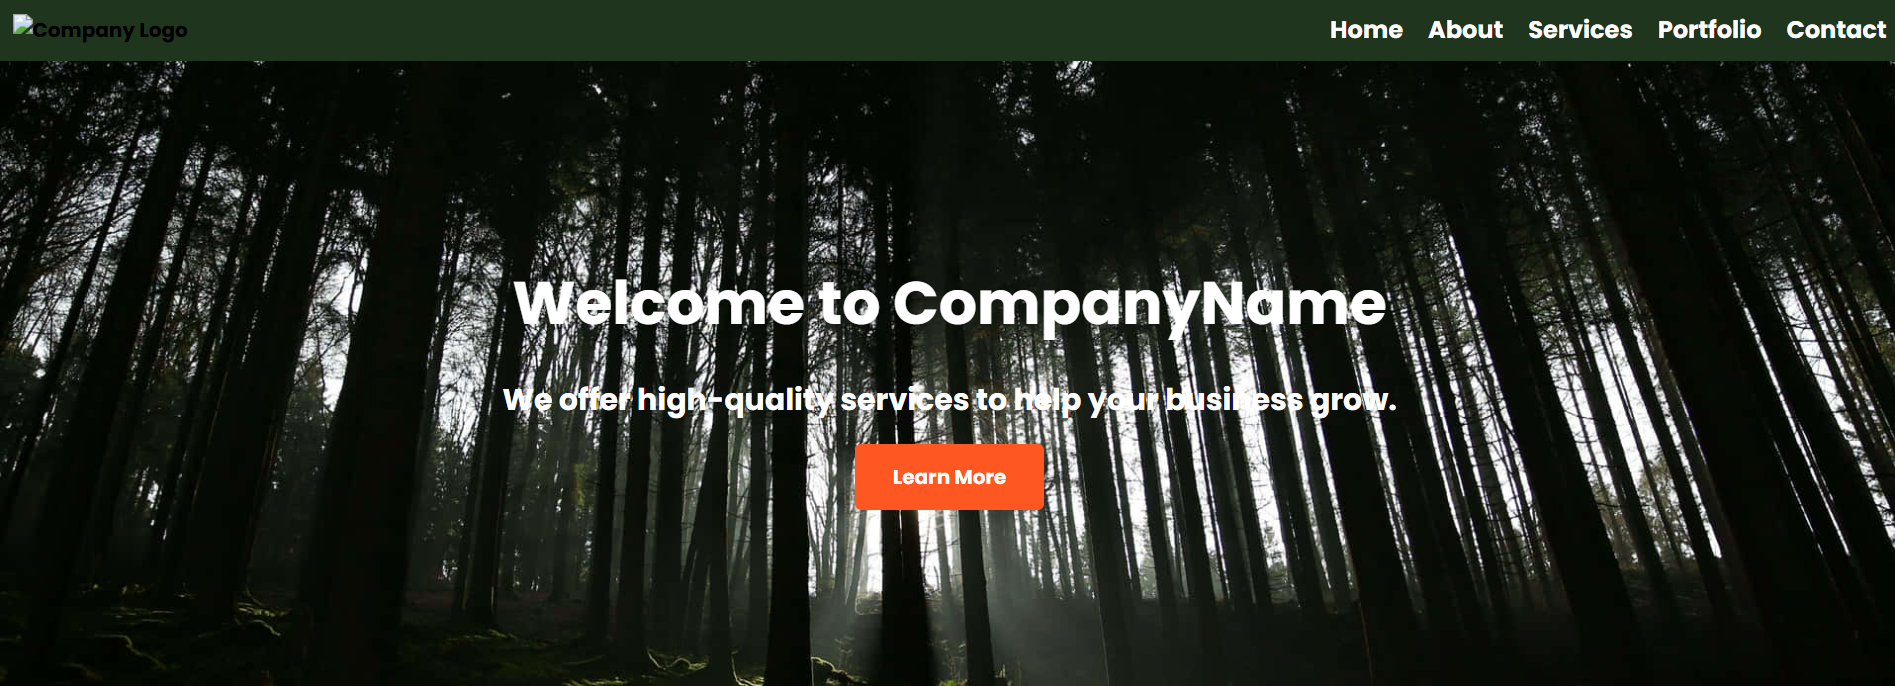 Company Logo
Home About Services Portfolio Contact
Welcome to CompanyName
We offer high-quality services to help your business grow.
Learn More